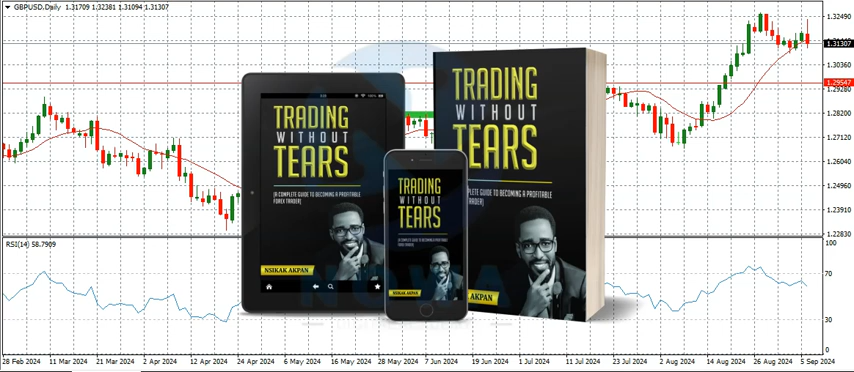 GBPUSD.Daily 1.31709 1.32381 1.31094 1.31307
1.32490
1.31307
1.30360
1.29547
1.29280
1.28200
1.27120
1.26040
1.24960
1.23910
1.22830
TRADING
WITHOUT
TEARS
(A COMPLETE GUIDE TO BECOMING A PROFITABLE
FOREX TRADER)
NSIKAK AKPAN
TRADING
WITHOUT
TEARS
(A COMPLETE GUIDE TO BECOMING A PROFITABLE
FOREX TRADER)
NSIKAK AKPAN
TRADING
WITHOUT
TEARS
GUIDE TO BECOMING A PROFITABLE
AKPAN
NOVIA
RSI(14) 58.7909
100
70
30
0
28 Feb 2024 11 Mar 2024 21 Mar 2024 2 Apr 2024 12 Apr 2024 24 Apr 2024 6 May 2024 16 May 2024 28 May 2024 7 Jun 2024 19 Jun 2024 1 Jul 2024 11 Jul 2024 23 Jul 2024 2 Aug 2024 14 Aug 2024 26 Aug 2024 5 Sep 2024